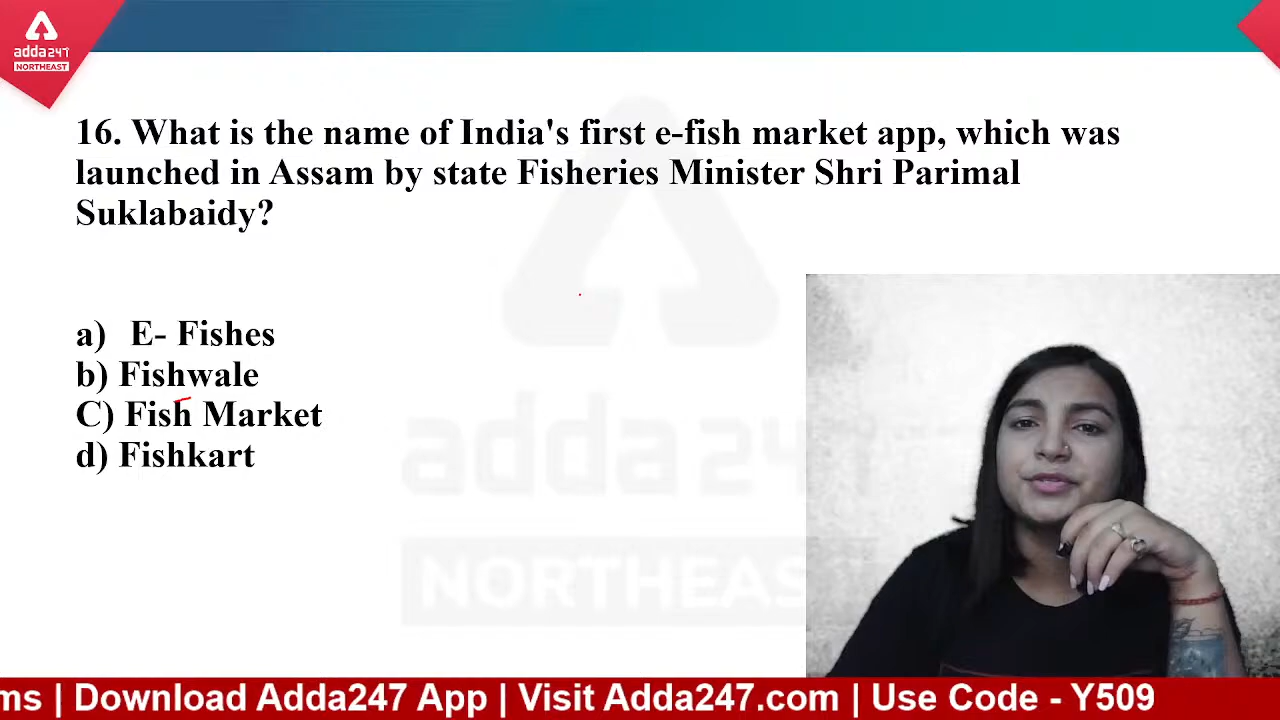 adda247
NORTHEAST
16. What is the name of India's first e-fish market app, which was
launched in Assam by state Fisheries Minister Shri Parimal
Suklabaidy?
a) E- Fishes
b) Fishwale
C) Fish Market
d) Fishkart
adda247
NORTHEAST
ms | Download Adda247 App | Visit Adda247.com | Use Code - Y509